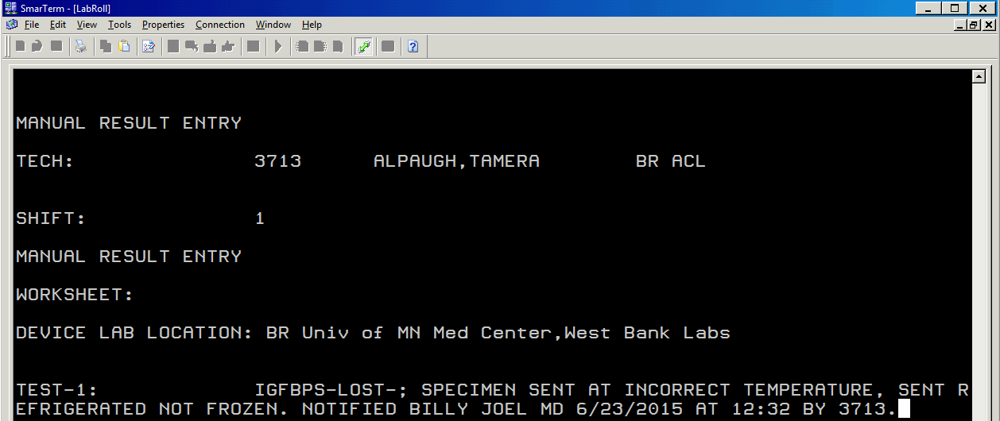 SmarTerm - [LabRoll]
File Edit View Tools Properties Connection Window Help
MANUAL RESULT ENTRY
TECH: 3713 ALPAUGH,TAMERA BR ACL
SHIFT: 1
MANUAL RESULT ENTRY
WORKSHEET:
DEVICE LAB LOCATION: BR Univ of MN Med Center,West Bank Labs
TEST-1: IGFBPS-LOST-; SPECIMEN SENT AT INCORRECT TEMPERATURE, SENT R
EFRIGERATED NOT FROZEN. NOTIFIED BILLY JOEL MD 6/23/2015 AT 12:32 BY 3713.